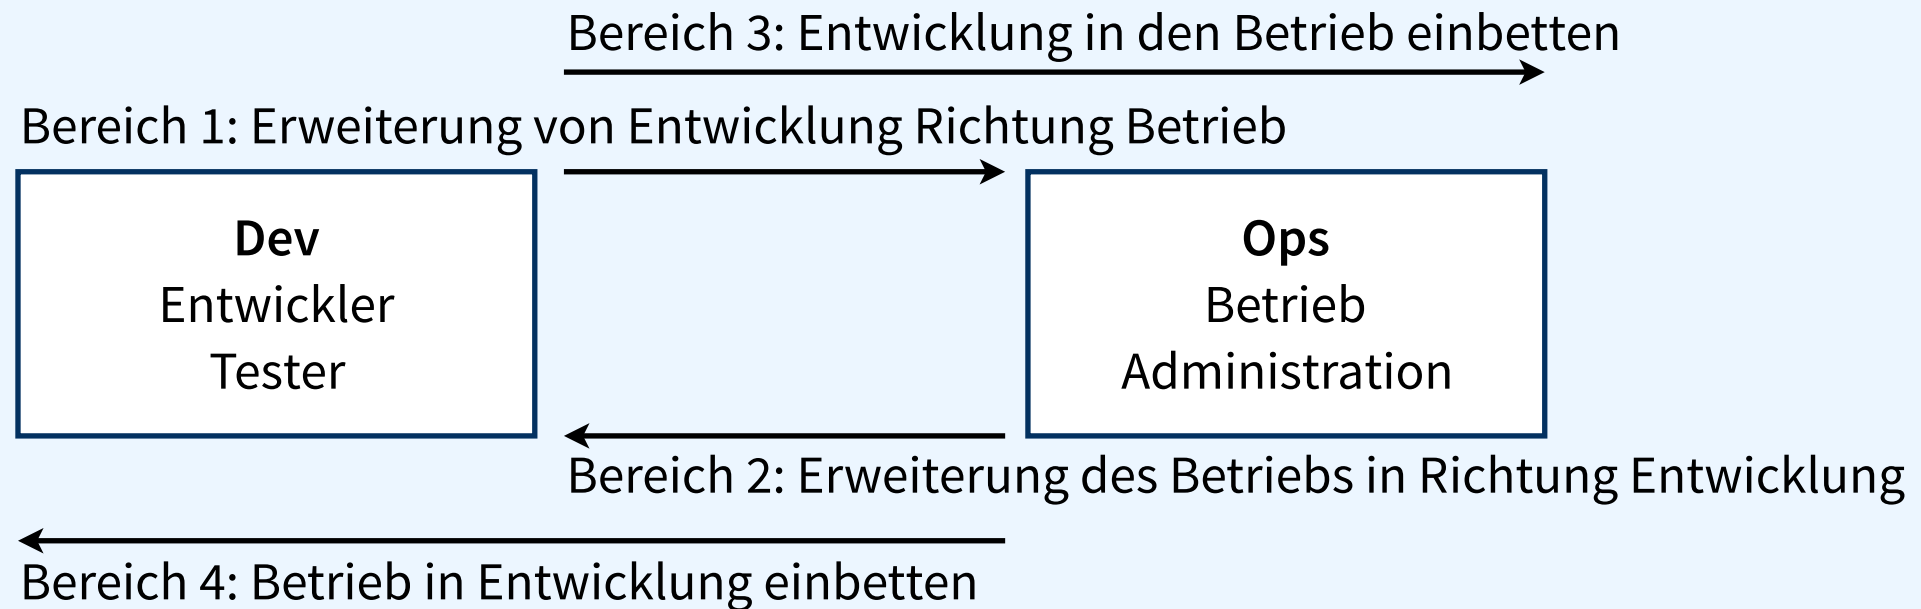 Bereich 3: Entwicklung in den Betrieb einbetten
Bereich 1: Erweiterung von Entwicklung Richtung Betrieb
Dev
Entwickler
Tester
Ops
Betrieb
Administration
Bereich 2: Erweiterung des Betriebs in Richtung Entwicklung
Bereich 4: Betrieb in Entwicklung einbetten